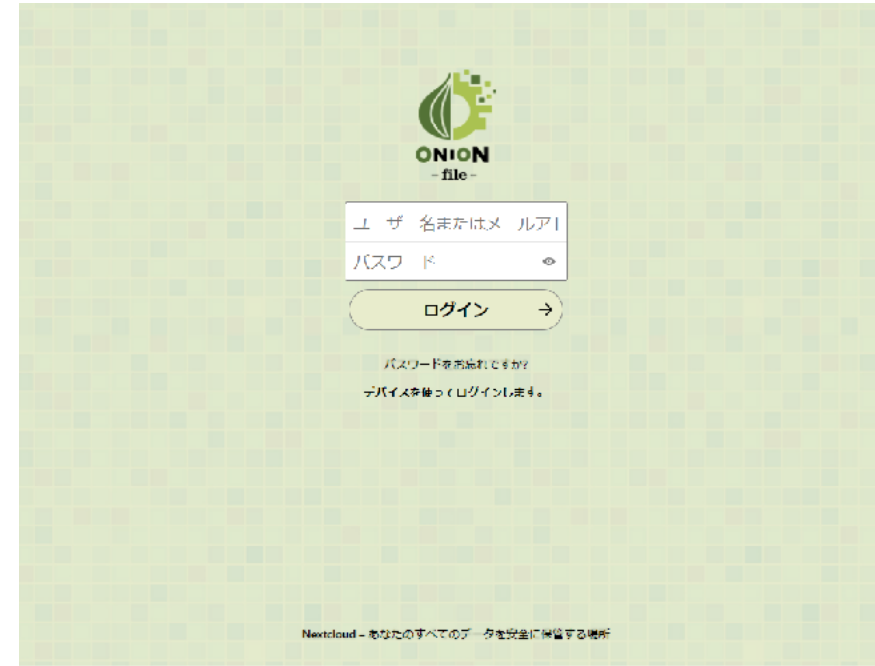 ONION
- file -
ユーザー名またはメールア
パスワード
ログイン →
パスワードをお忘れですか?
デバイスを使ってログインします。
Nextcloud – あなたのすべてのデータを安全に保管する場所